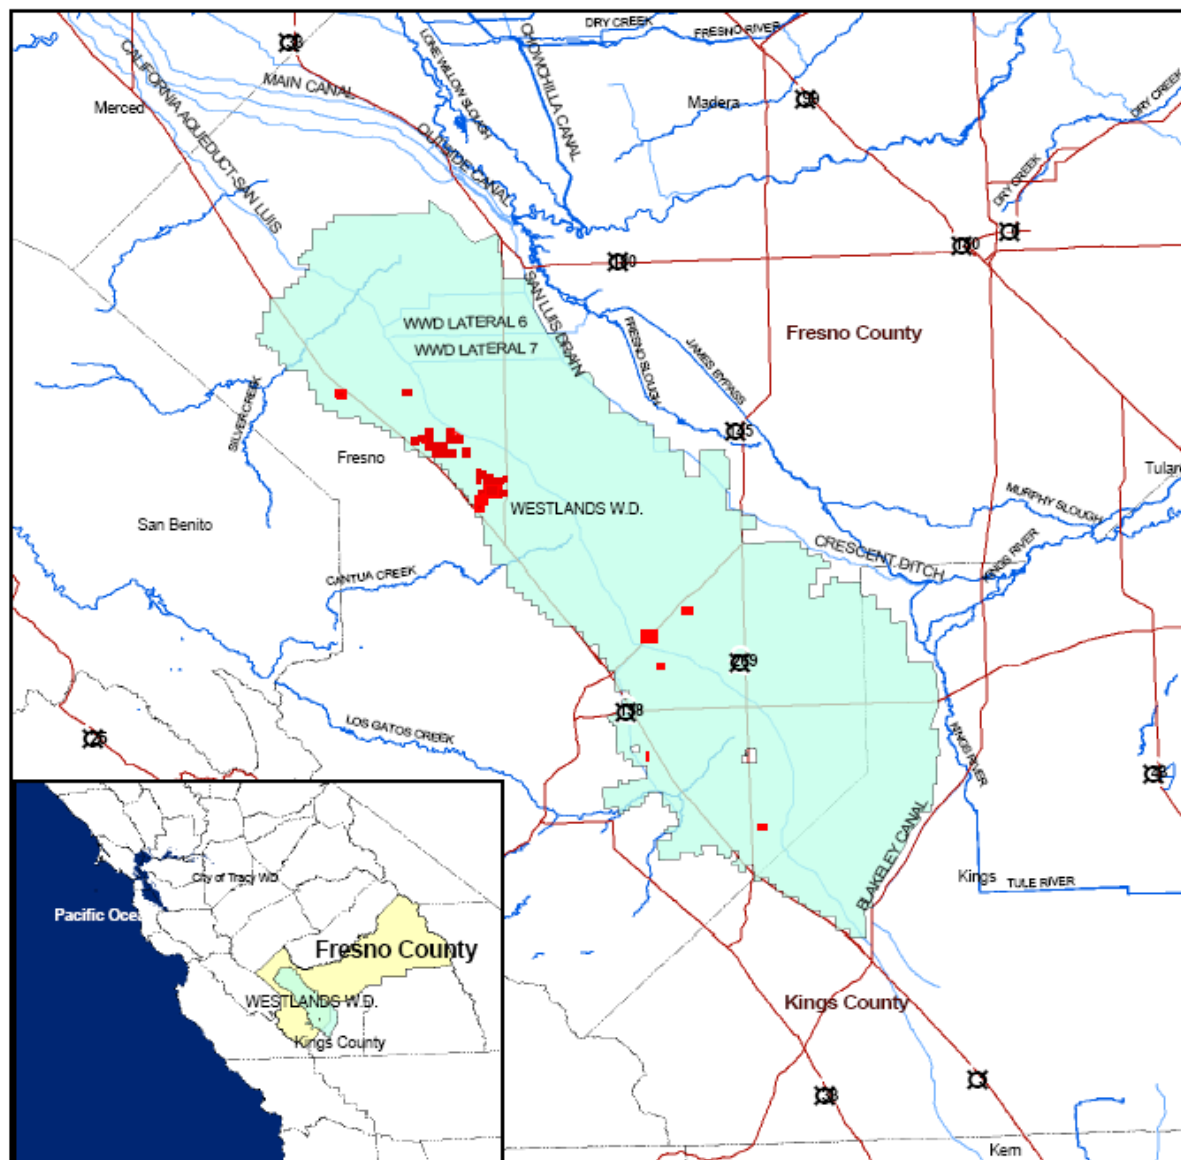 DRY CREEK
FRESNO RIVER
CALIFORNIA AQUEDUCT-SAN LUIS
MAIN CANAL
LONE WILLOW SLOUGH
CHOWCHILLA CANAL
Merced
Madera
DRY CREEK
OUTSIDE CANAL
DRY CREEK
SAN LUIS DRAIN
WWD LATERAL 6
WWD LATERAL 7
FRESNO SLOUGH
JAMES BYPASS
Fresno County
SILVER CREEK
Fresno
145
Tulare
San Benito
WESTLANDS W.D.
MURPHY SLOUGH
CRESCENT DITCH
KINGS RIVER
CANTUA CREEK
LOS GATOS CREEK
KINGS RIVER
25
BLAKELEY CANAL
Kings
TULE RIVER
City of Tracy WD
Pacific Ocea
Fresno County
WESTLANDS W.D.
Kings County
Kings County
Kern